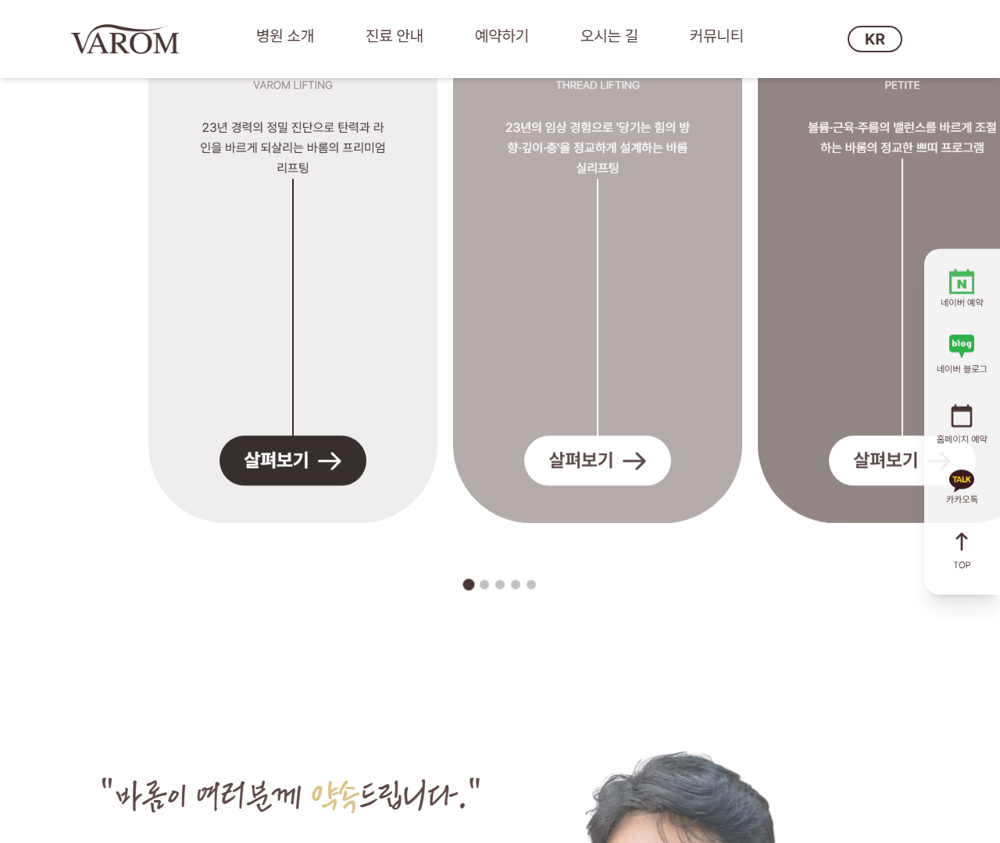 VAROM
병원 소개
진료 안내
예약하기
오시는 길
커뮤니티
KR
VAROM LIFTING
23년 경력의 정밀 진단으로 탄력과 라
인을 바르게 되살리는 바롬의 프리미엄
리프팅
살펴보기
THREAD LIFTING
23년의 임상 경험으로 '당기는 힘의 방
향·깊이·층'을 정교하게 설계하는 바롬
실리프팅
살펴보기
PETITE
볼륨·근육·주름의 밸런스를 바르게 조절
하는 바롬의 정교한 쁘띠 프로그램
살펴보기
N
네이버 예약
blog
네이버 블로그
홈페이지 예약
TALK
카카오톡
TOP
"바롬이 여러분께 약속드립니다."